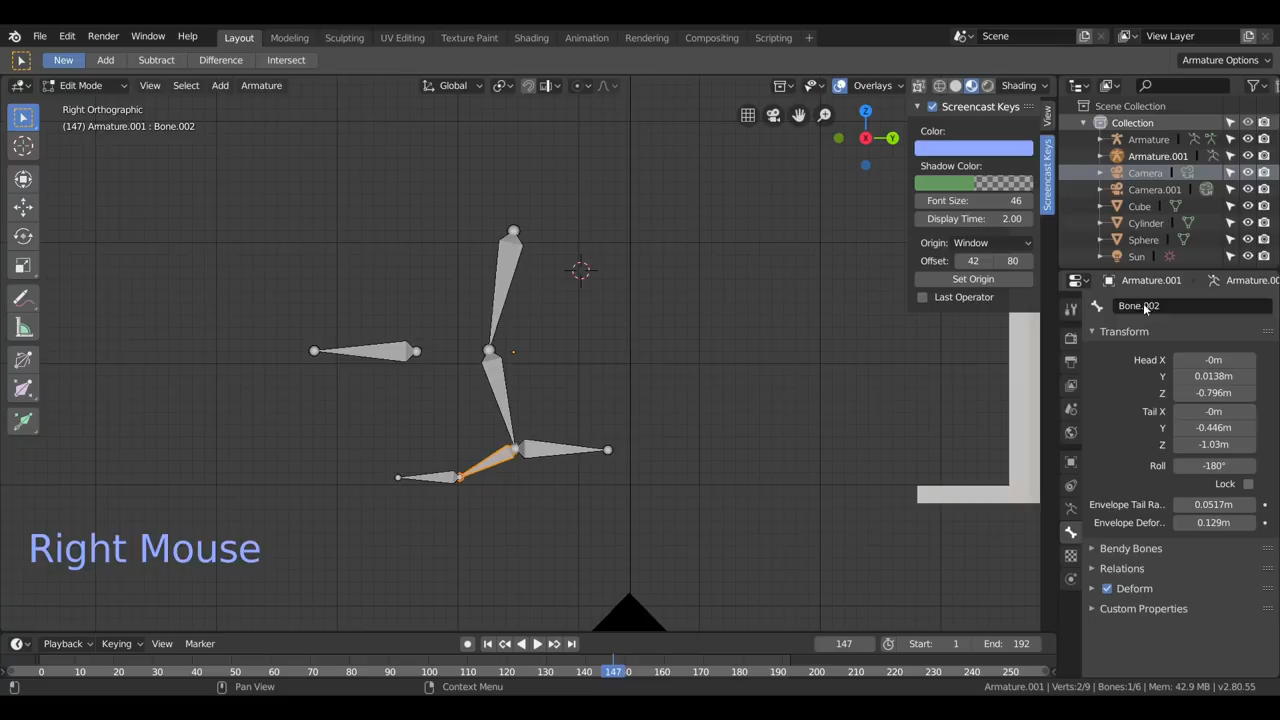 File Edit Render Window Help Layout Modeling Sculpting UV Editing Texture Paint Shading Animation Rendering Compositing Scripting + Scene View Layer
New Add Subtract Difference Intersect Armature Options
Edit Mode View Select Add Armature Global Overlays Shading
Right Orthographic
(147) Armature.001 : Bone.002
Z
X
Y
Screencast Keys
Color:
Shadow Color:
Font Size: 46
Display Time: 2.00
Origin: Window
Offset: 42 80
Set Origin
Last Operator
View
Screencast Keys
Scene Collection
Collection
Armature
Armature.001
Camera
Camera.001
Cube
Cylinder
Sphere
Sun
Armature.001 Armature.00
Bone.002
Transform
Head X -0m
Y 0.0138m
Z -0.796m
Tail X -0m
Y -0.446m
Z -1.03m
Roll -180°
Lock
Envelope Tail Ra.. 0.0517m
Envelope Defor.. 0.129m
Bendy Bones
Relations
Deform
Custom Properties
Right Mouse
Playback Keying View Marker 147 Start: 1 End: 192
0 10 20 30 40 50 60 70 80 90 100 110 120 130 140 147 0 160 170 180 190 200 210 220 230 240 250
Pan View Context Menu Armature.001 | Verts:2/9 | Bones:1/6 | Mem: 42.9 MB | v2.80.55